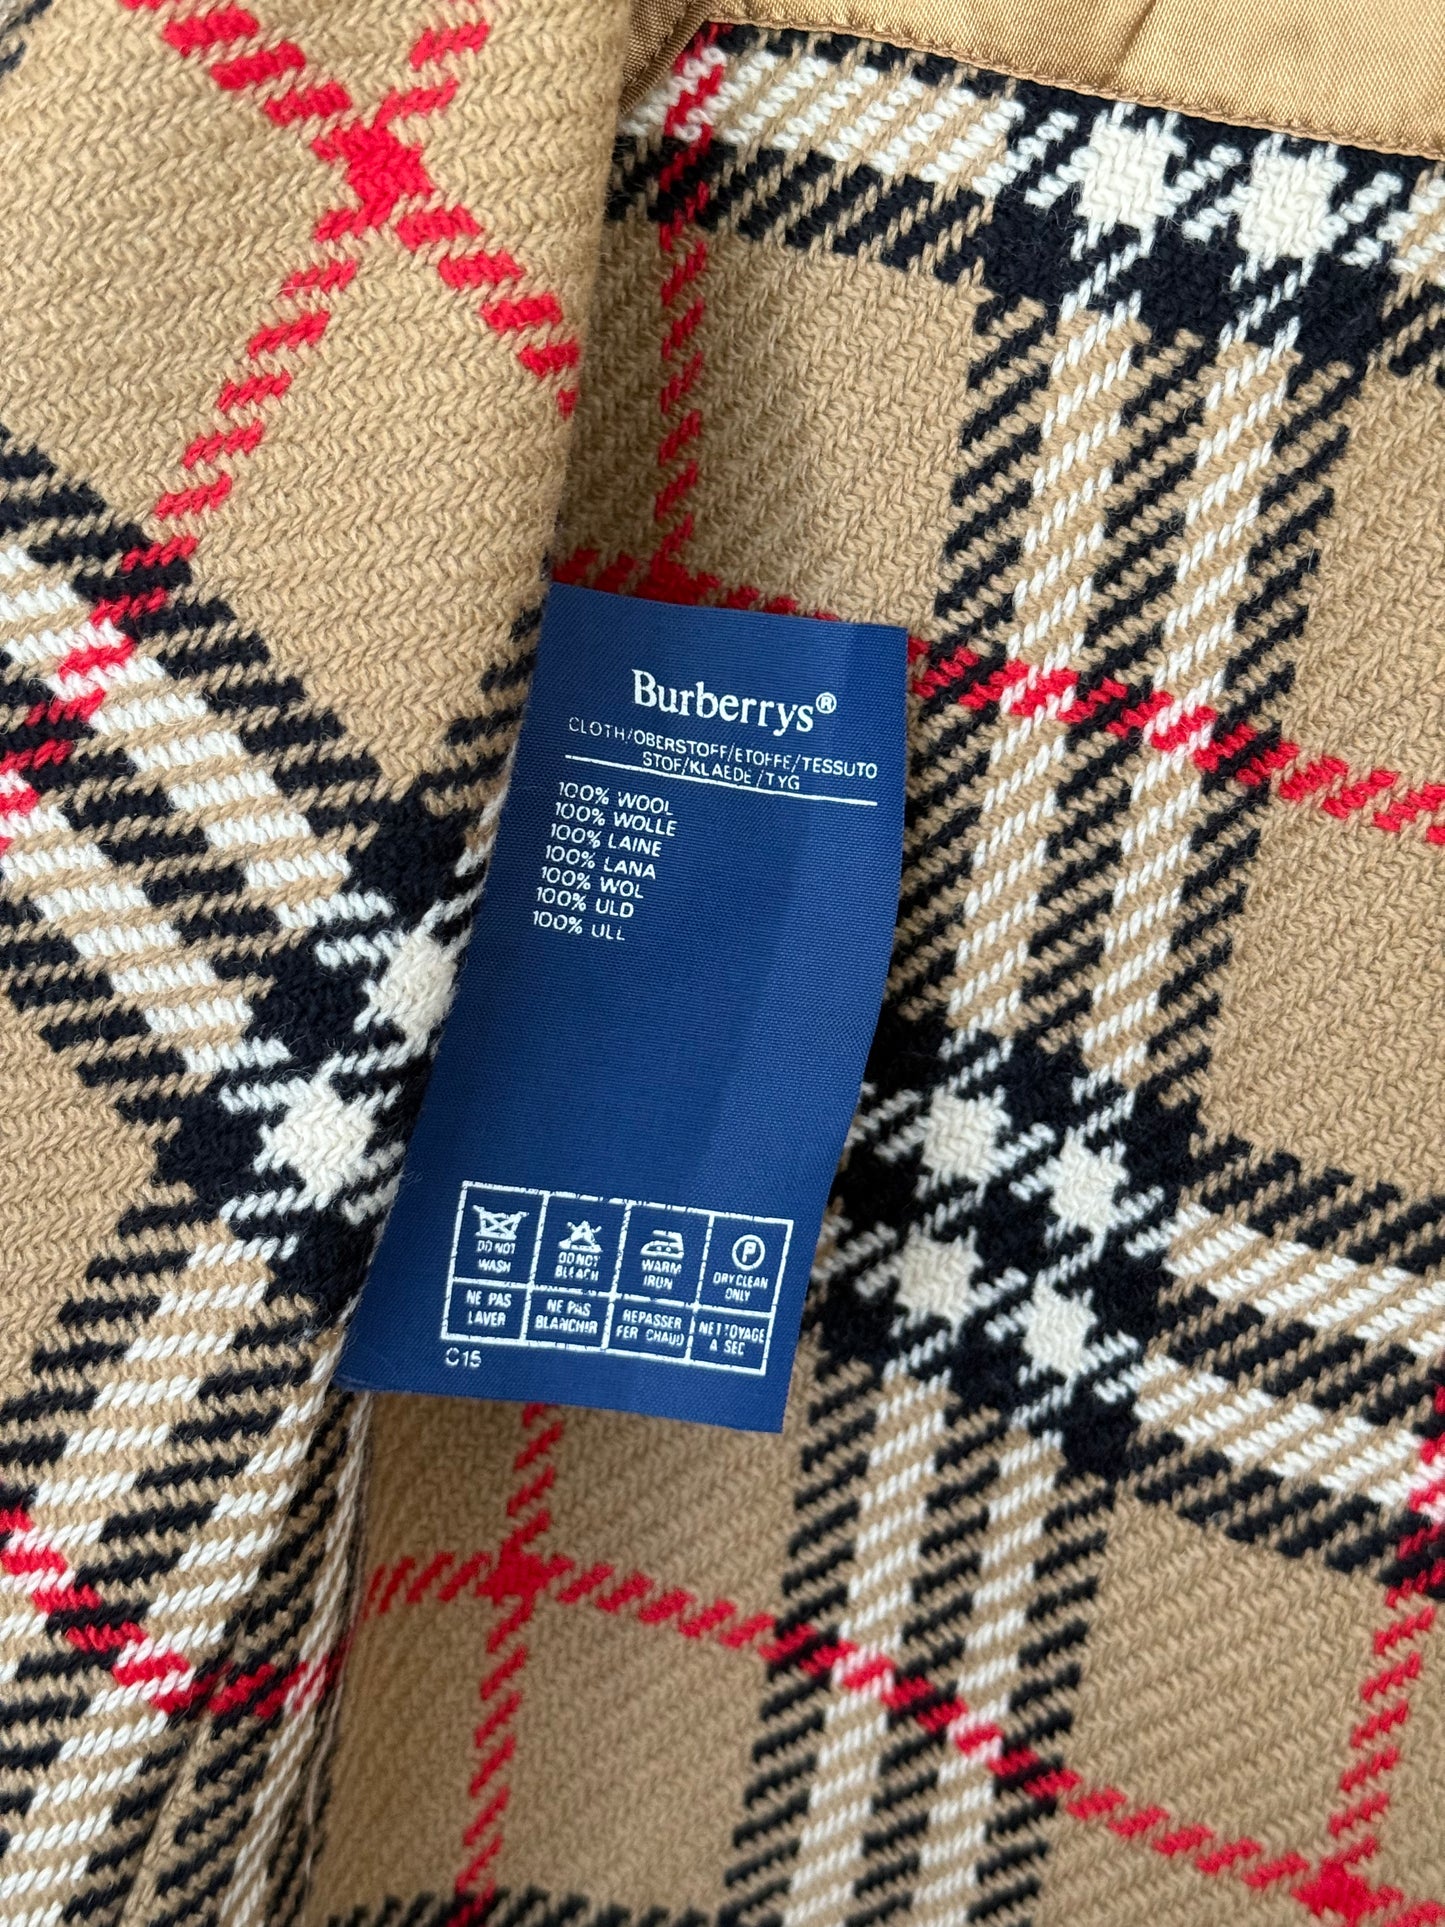 Burberrys®
CLOTH/OBERSTOFF/ETOFFE/TESSUTO
STOF/KLAEDE/TYG
100% WOOL
100% WOLLE
100% LAINE
100% LANA
100% WOL
100% ULD
100% ULL
DO NOT
WASH
DO NOT
BLEACH
WARM
IRON
P
DRY CLEAN
ONLY
NE PAS
LAVER
NE PAS
BLANCHIR
REPASSER
FER CHAUD
NETTOYAGE
A SEC
C15